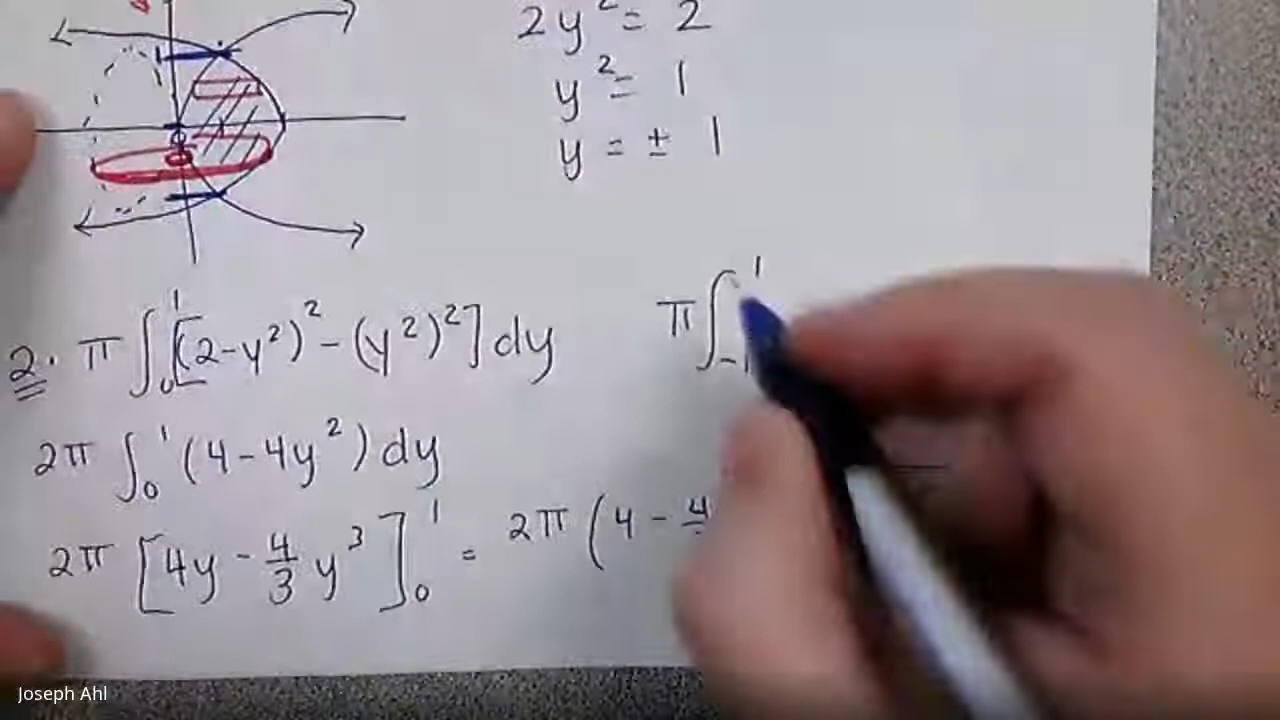 2y² = 2
y² = 1
y = ± 1
2· π ∫₀¹ [(2-y²)² - (y²)²] dy
π ∫₋₁¹
2π ∫₀¹ (4-4y²) dy
2π [4y - 4/3 y³]₀¹ = 2π (4 - 4
Joseph Ahl